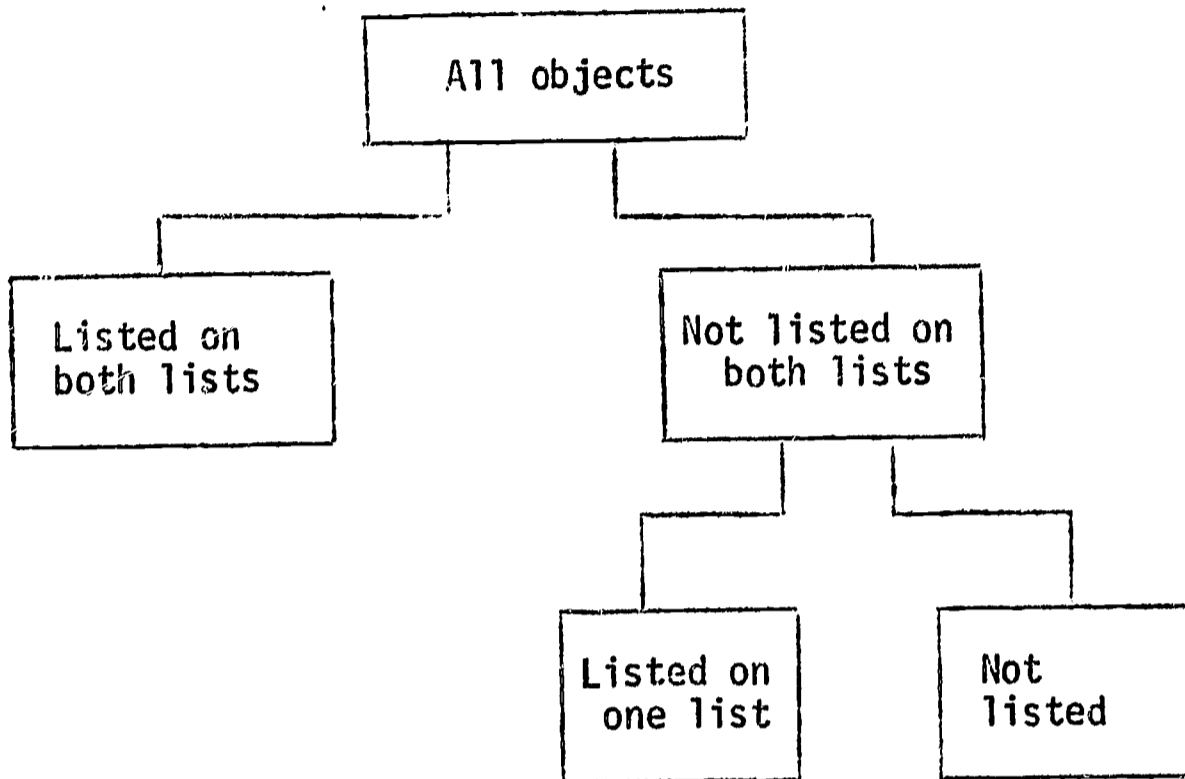 All objects
Listed on
both lists
Not listed on
both lists
Listed on
one list
Not
listed